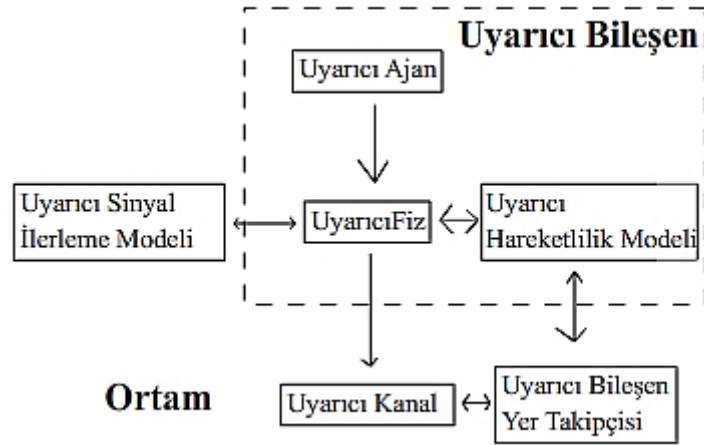 Uyarıcı Bileşen
Uyarıcı Ajan
Uyarıcı Sinyal
İlerleme Modeli
UyarıcıFiz
Uyarıcı
Hareketlilik Modeli
Ortam
Uyarıcı Kanal
Uyarıcı Bileşen
Yer Takipçisi